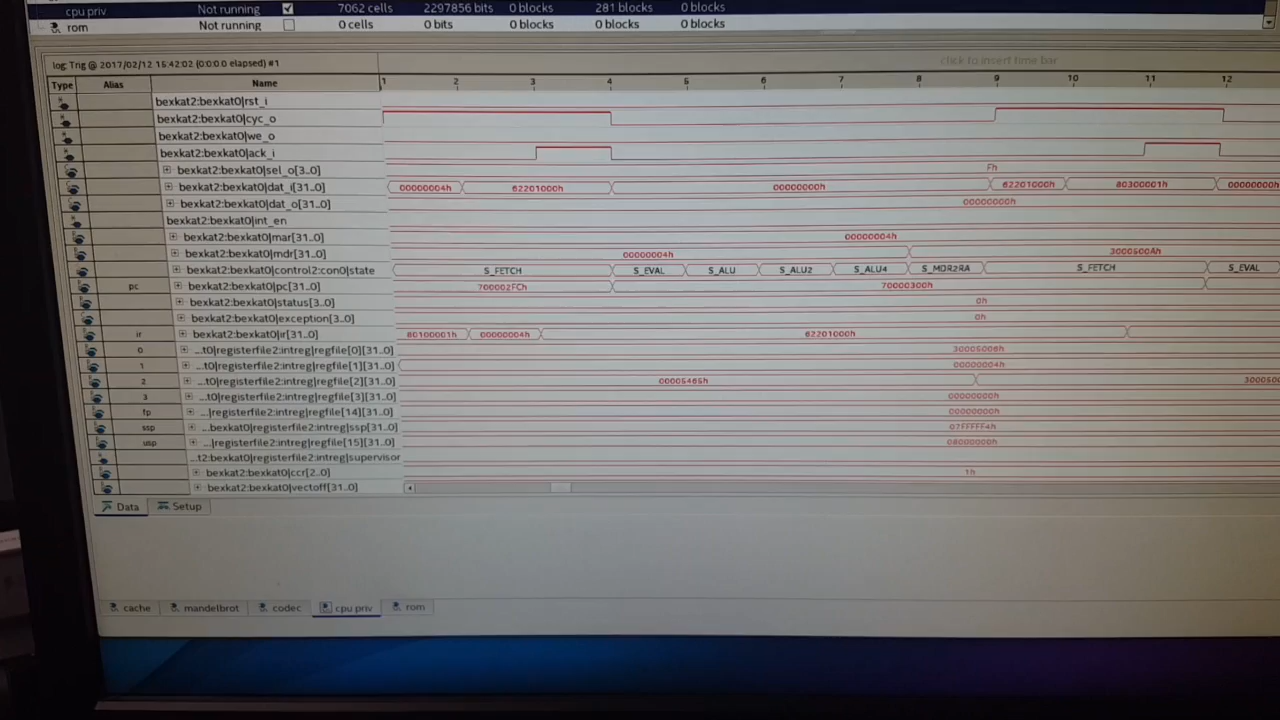 cpu priv Not running 7062 cells 2297856 bits 0 blocks 281 blocks 0 blocks
rom Not running 0 cells 0 bits 0 blocks 0 blocks 0 blocks
log: Trig @ 2017/02/12 15:42:02 (0:0:0.0 elapsed) #1 click to insert time bar
Type Alias Name 1 2 3 4 5 6 7 8 9 10 11 12
bexkat2:bexkat0|rst_i
bexkat2:bexkat0|cyc_o
bexkat2:bexkat0|we_o
bexkat2:bexkat0|ack_i
bexkat2:bexkat0|sel_o[3..0] Fh
bexkat2:bexkat0|dat_i[31..0] 00000004h 62201000h 00000000h 62201000h 80300001h 00000000h
bexkat2:bexkat0|dat_o[31..0] 00000000h
bexkat2:bexkat0|int_en
bexkat2:bexkat0|mar[31..0] 00000004h
bexkat2:bexkat0|mdr[31..0] 00000004h 3000500Ah
bexkat2:bexkat0|control2:con0|state S_FETCH S_EVAL S_ALU S_ALU2 S_ALU4 S_MDR2RA S_FETCH S_EVAL
pc bexkat2:bexkat0|pc[31..0] 700002FCh 70000300h
bexkat2:bexkat0|status[3..0] 0h
bexkat2:bexkat0|exception[3..0] 0h
ir bexkat2:bexkat0|ir[31..0] 80100001h 00000004h 62201000h
0 ...t0|registerfile2:intreg|regfile[0][31..0] 30005006h
1 ...t0|registerfile2:intreg|regfile[1][31..0] 00000004h
2 ...t0|registerfile2:intreg|regfile[2][31..0] 00005465h 300050
3 ...t0|registerfile2:intreg|regfile[3][31..0] 00000000h
fp ...|registerfile2:intreg|regfile[14][31..0] 00000000h
ssp ...bexkat0|registerfile2:intreg|ssp[31..0] 07FFFFF4h
usp ...|registerfile2:intreg|regfile[15][31..0] 08000000h
...t2:bexkat0|registerfile2:intreg|supervisor
bexkat2:bexkat0|ccr[2..0] 1h
bexkat2:bexkat0|vectoff[31..0]
Data Setup
cache mandelbrot codec cpu priv rom